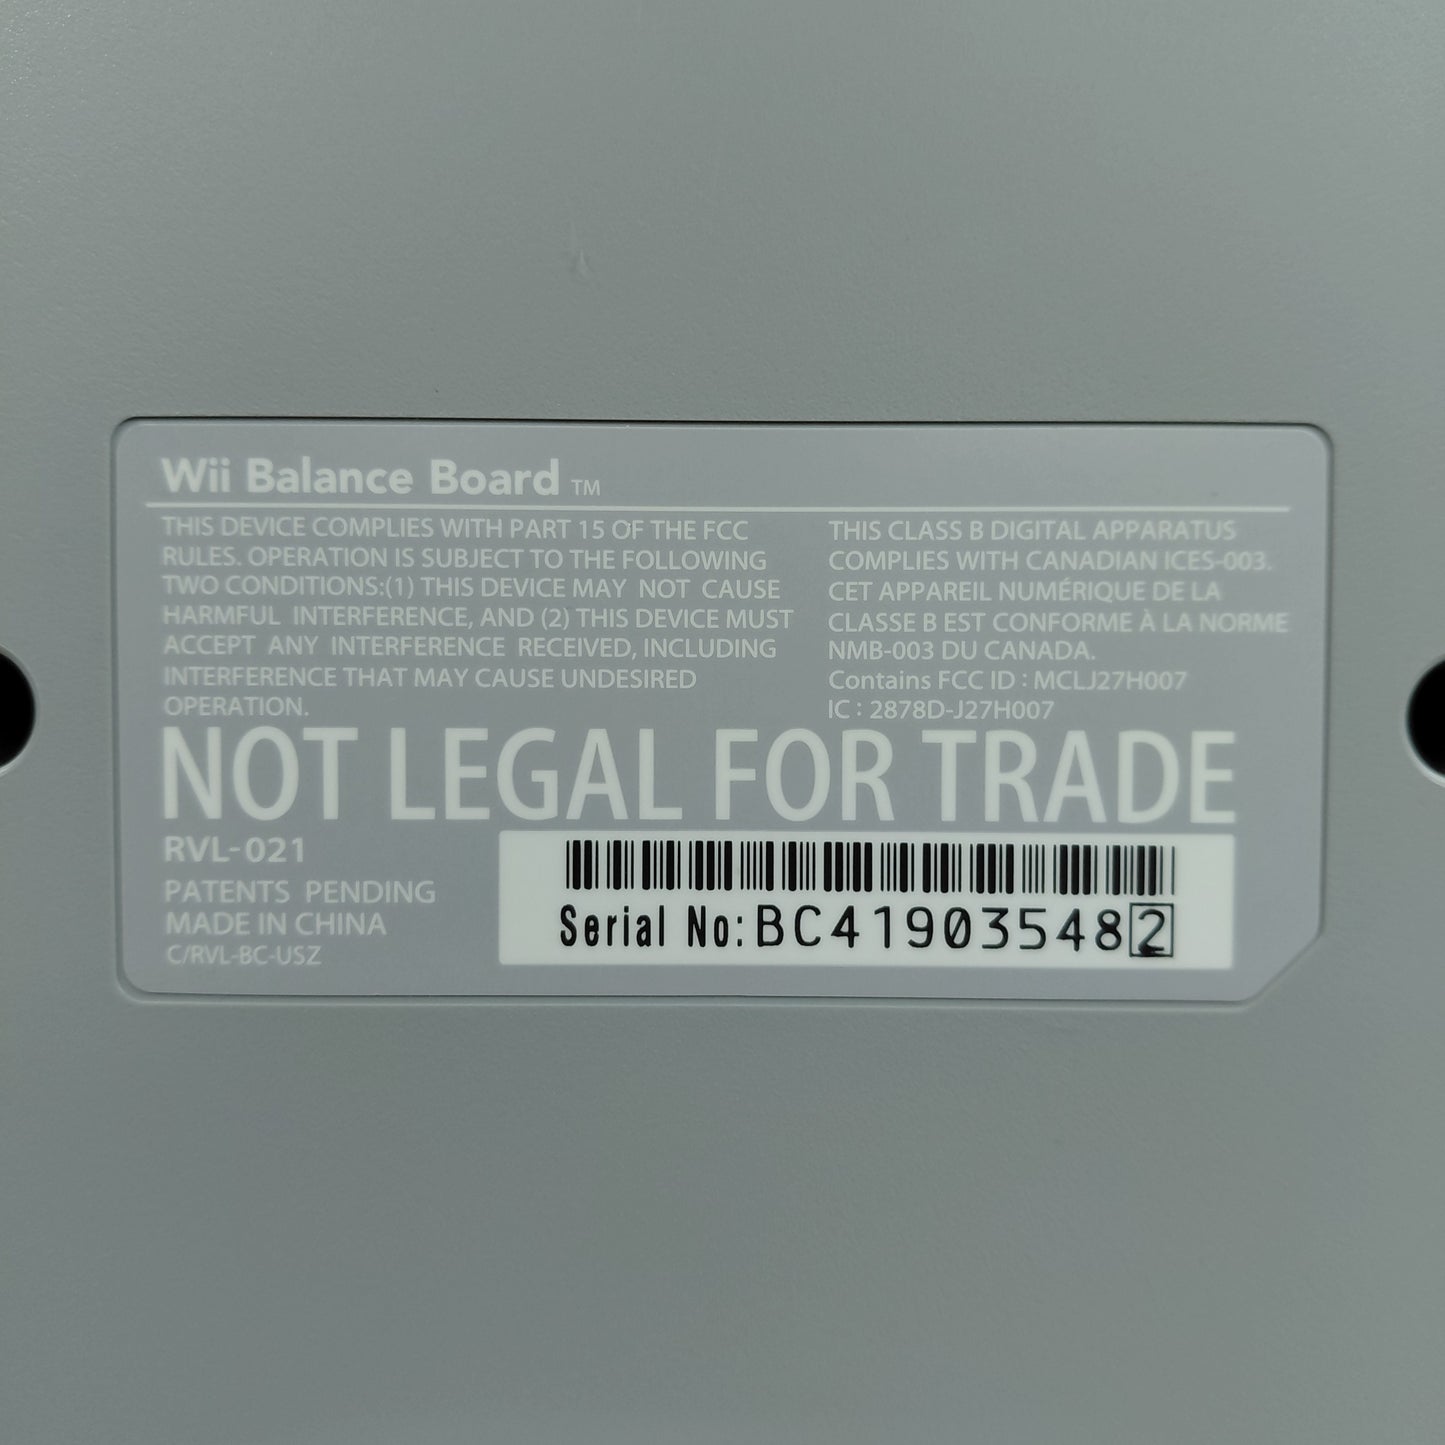 Wii Balance Board TM
THIS DEVICE COMPLIES WITH PART 15 OF THE FCC
RULES. OPERATION IS SUBJECT TO THE FOLLOWING
TWO CONDITIONS:(1) THIS DEVICE MAY NOT CAUSE
HARMFUL INTERFERENCE, AND (2) THIS DEVICE MUST
ACCEPT ANY INTERFERENCE RECEIVED, INCLUDING
INTERFERENCE THAT MAY CAUSE UNDESIRED
OPERATION.
THIS CLASS B DIGITAL APPARATUS
COMPLIES WITH CANADIAN ICES-003.
CET APPAREIL NUMÉRIQUE DE LA
CLASSE B EST CONFORME À LA NORME
NMB-003 DU CANADA.
Contains FCC ID : MCLJ27H007
IC : 2878D-J27H007
NOT LEGAL FOR TRADE
RVL-021
PATENTS PENDING
MADE IN CHINA
C/RVL-BC-USZ
Serial No:BC419035482